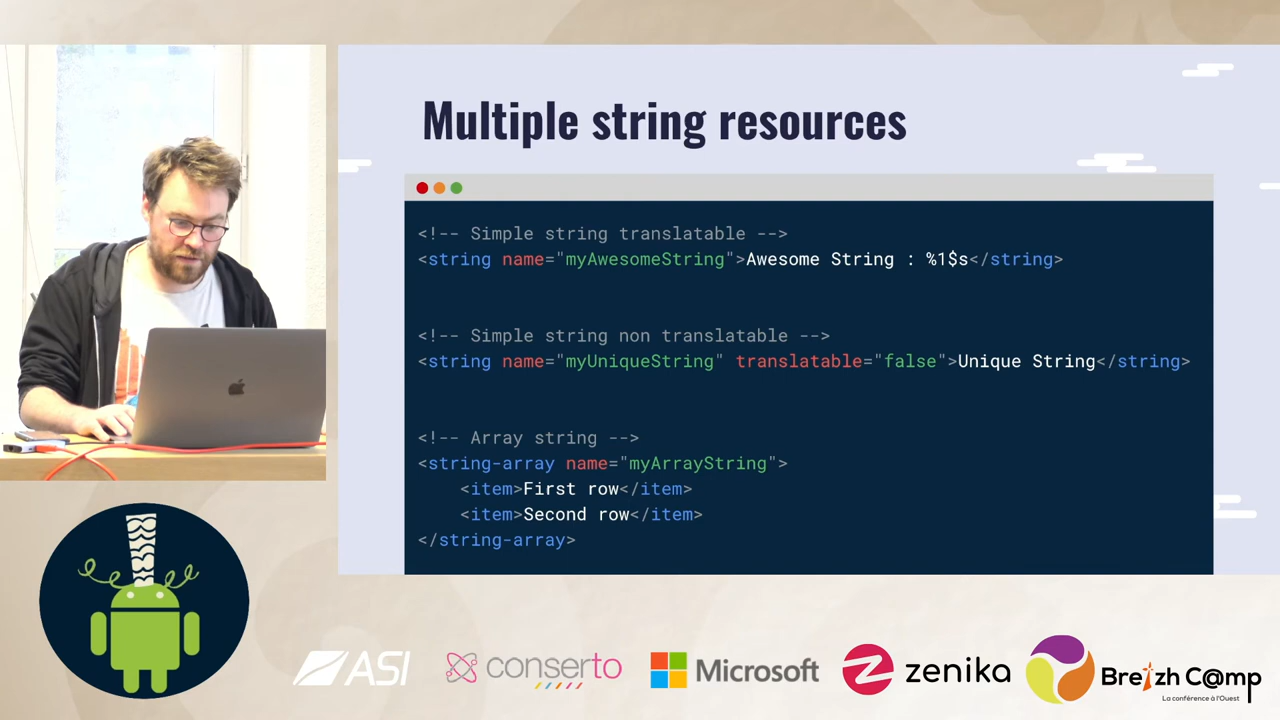 Multiple string resources
<!-- Simple string translatable -->
<string name="myAwesomeString">Awesome String : %1$s</string>
<!-- Simple string non translatable -->
<string name="myUniqueString" translatable="false">Unique String</string>
<!-- Array string -->
<string-array name="myArrayString">
<item>First row</item>
<item>Second row</item>
</string-array>
ASI
conserto
Microsoft
zenika
Breizh C@mp
La conférence à l'Ouest